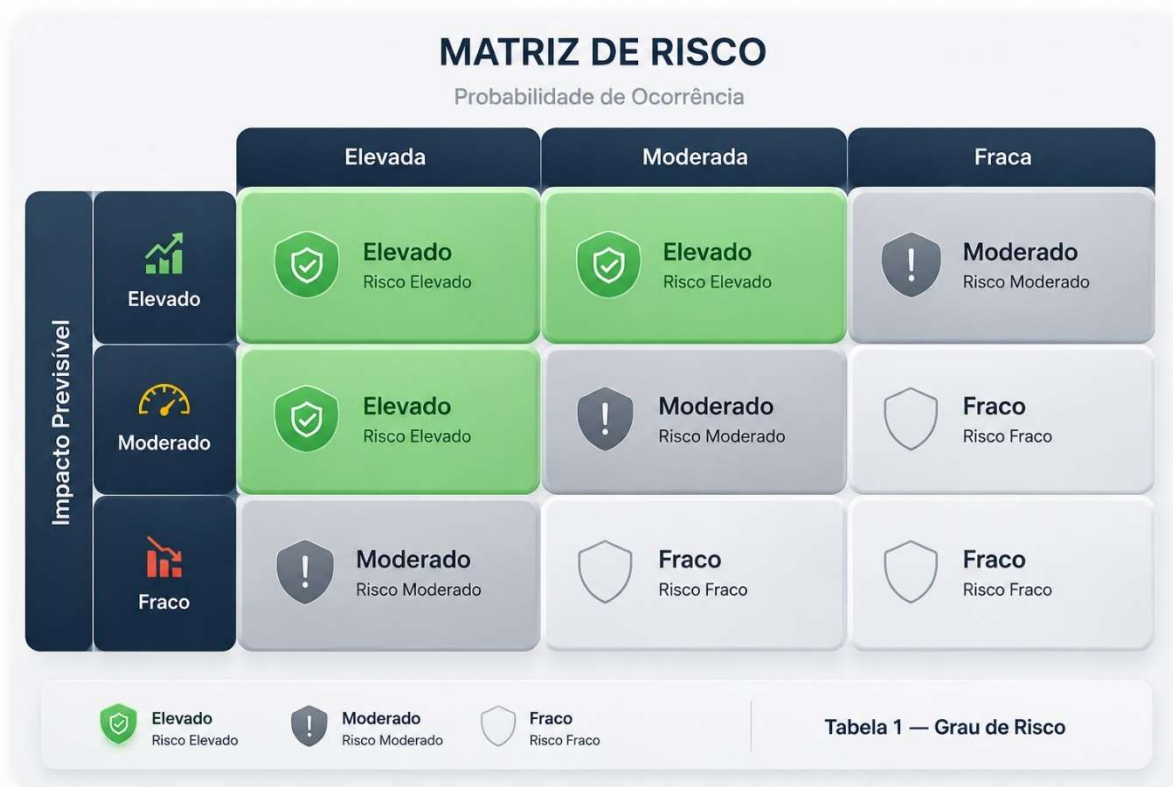 MATRIZ DE RISCO
Probabilidade de Ocorrência
Elevada
Moderada
Fraca
Impacto Previsível
Elevado
Elevado
Risco Elevado
Elevado
Risco Elevado
Moderado
Risco Moderado
Moderado
Elevado
Risco Elevado
Moderado
Risco Moderado
Fraco
Risco Fraco
Fraco
Moderado
Risco Moderado
Fraco
Risco Fraco
Fraco
Risco Fraco
Elevado
Risco Elevado
Moderado
Risco Moderado
Fraco
Risco Fraco
Tabela 1 — Grau de Risco